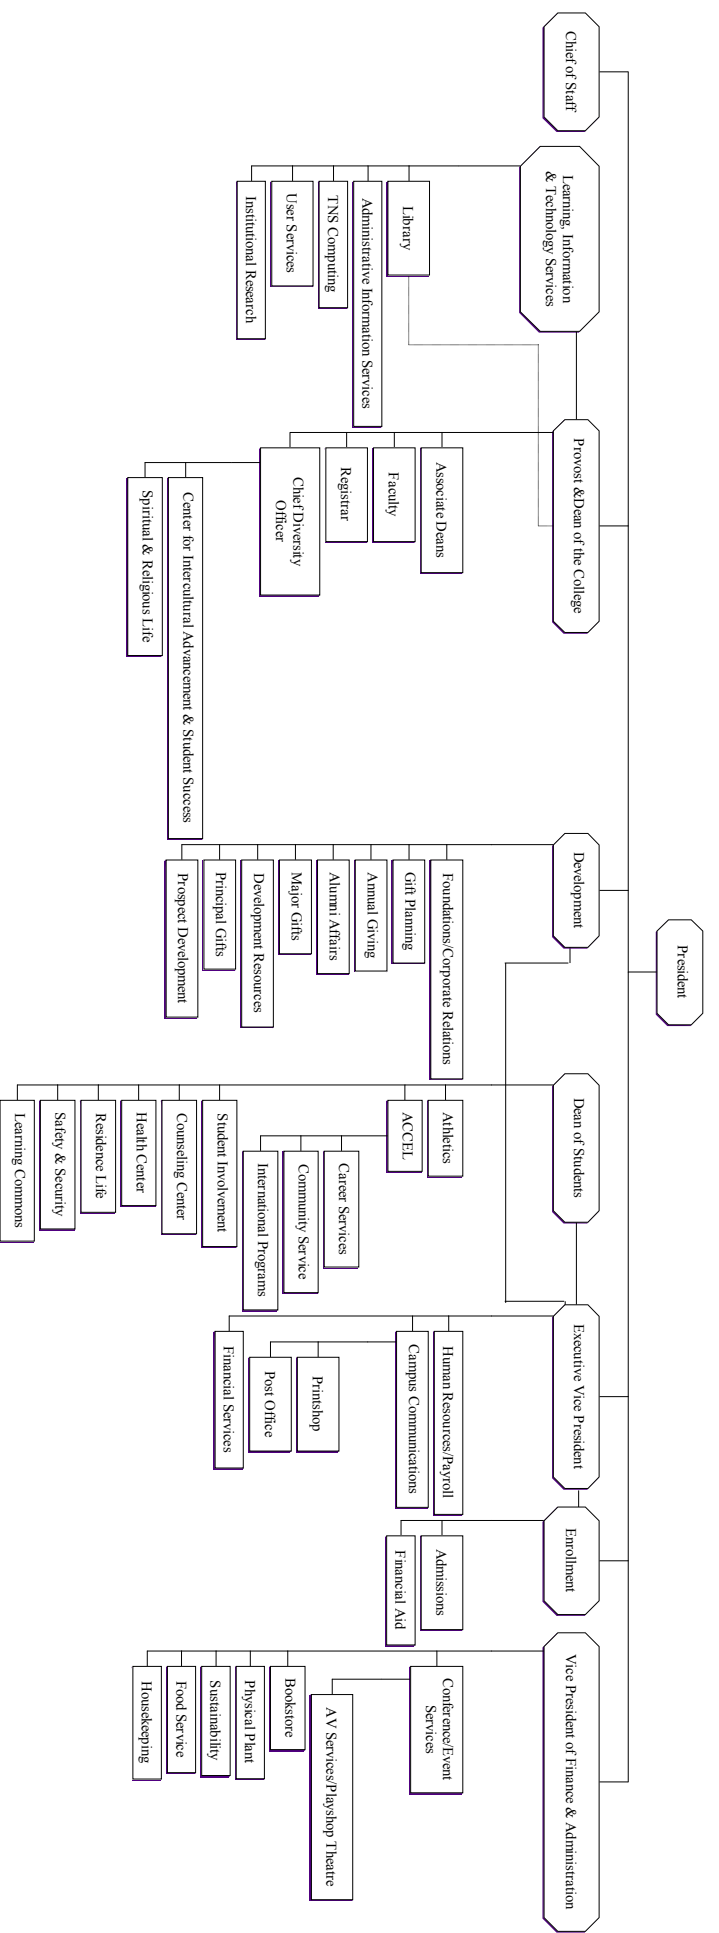 President
Chief of Staff
Learning, Information
& Technology Services
Library
Administrative Information Services
TNS Computing
User Services
Institutional Research
Provost &Dean of the College
Associate Deans
Faculty
Registrar
Chief Diversity
Officer
Center for Intercultural Advancement & Student Success
Spiritual & Religious Life
Development
Foundations/Corporate Relations
Gift Planning
Annual Giving
Alumni Affairs
Major Gifts
Development Resources
Principal Gifts
Prospect Development
Dean of Students
Athletics
ACCEL
Career Services
Community Service
International Programs
Student Involvement
Counseling Center
Health Center
Residence Life
Safety & Security
Learning Commons
Executive Vice President
Human Resources/Payroll
Campus Communications
Printshop
Post Office
Financial Services
Enrollment
Admissions
Financial Aid
Vice President of Finance & Administration
Conference/Event
Services
AV Services/Playshop Theatre
Bookstore
Physical Plant
Sustainability
Food Service
Housekeeping